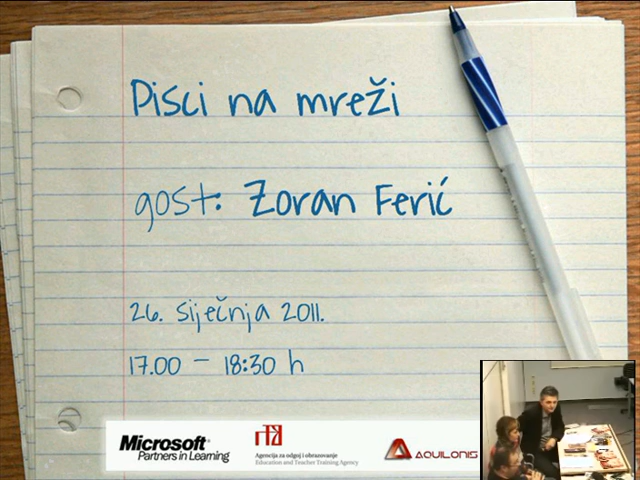 Pisci na mreži
gost: Zoran Ferić
26. siječnja 2011.
17.00 – 18:30 h
Microsoft
Partners in Learning
Agencija za odgoj i obrazovanje
Education and Teacher Training Agency
AQUILONIS